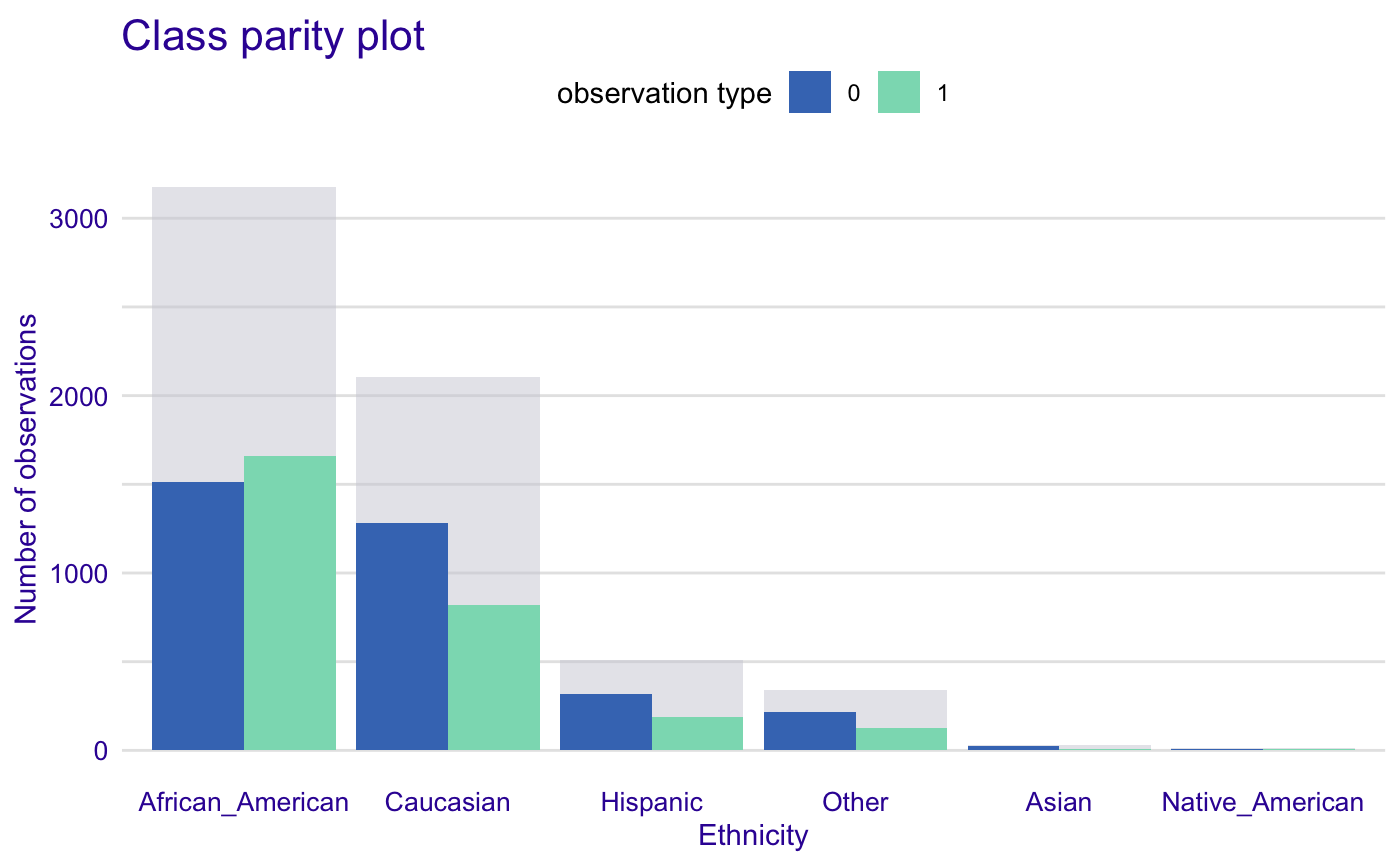 Class parity plot
observation type 0 1
3000
2000
1000
0
Number of observations
African_American Caucasian Hispanic Other Asian Native_American
Ethnicity